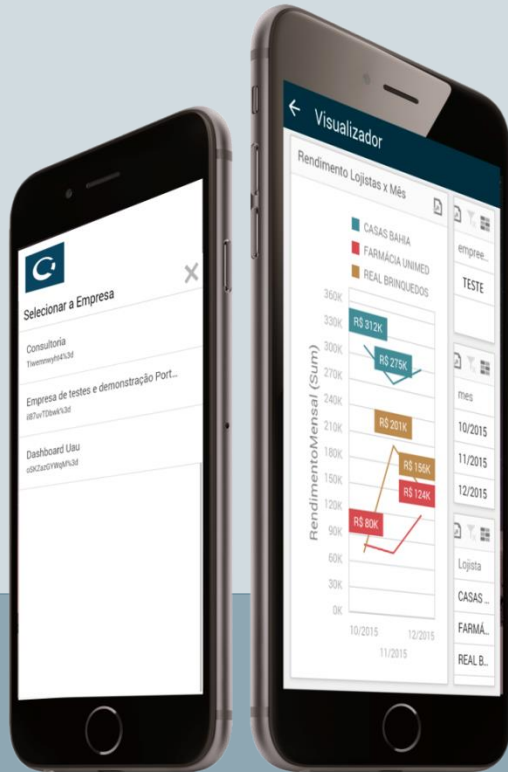 Selecionar a Empresa
Consultoria
Empresa de testes e demonstração Port...
Dashboard Uau
Visualizador
Rendimento Lojistas x Mês
CASAS BAHIA
FARMÁCIA UNIMED
REAL BRINQUEDOS
RendimentoMensal (Sum)
360K
330K
300K
270K
240K
210K
180K
150K
120K
90K
60K
30K
0K
R$ 312K
R$ 275K
R$ 201K
R$ 156K
R$ 124K
R$ 80K
10/2015
11/2015
12/2015
empree...
TESTE
mes
10/2015
11/2015
12/2015
Lojista
CASAS ...
FARMÁ...
REAL B...